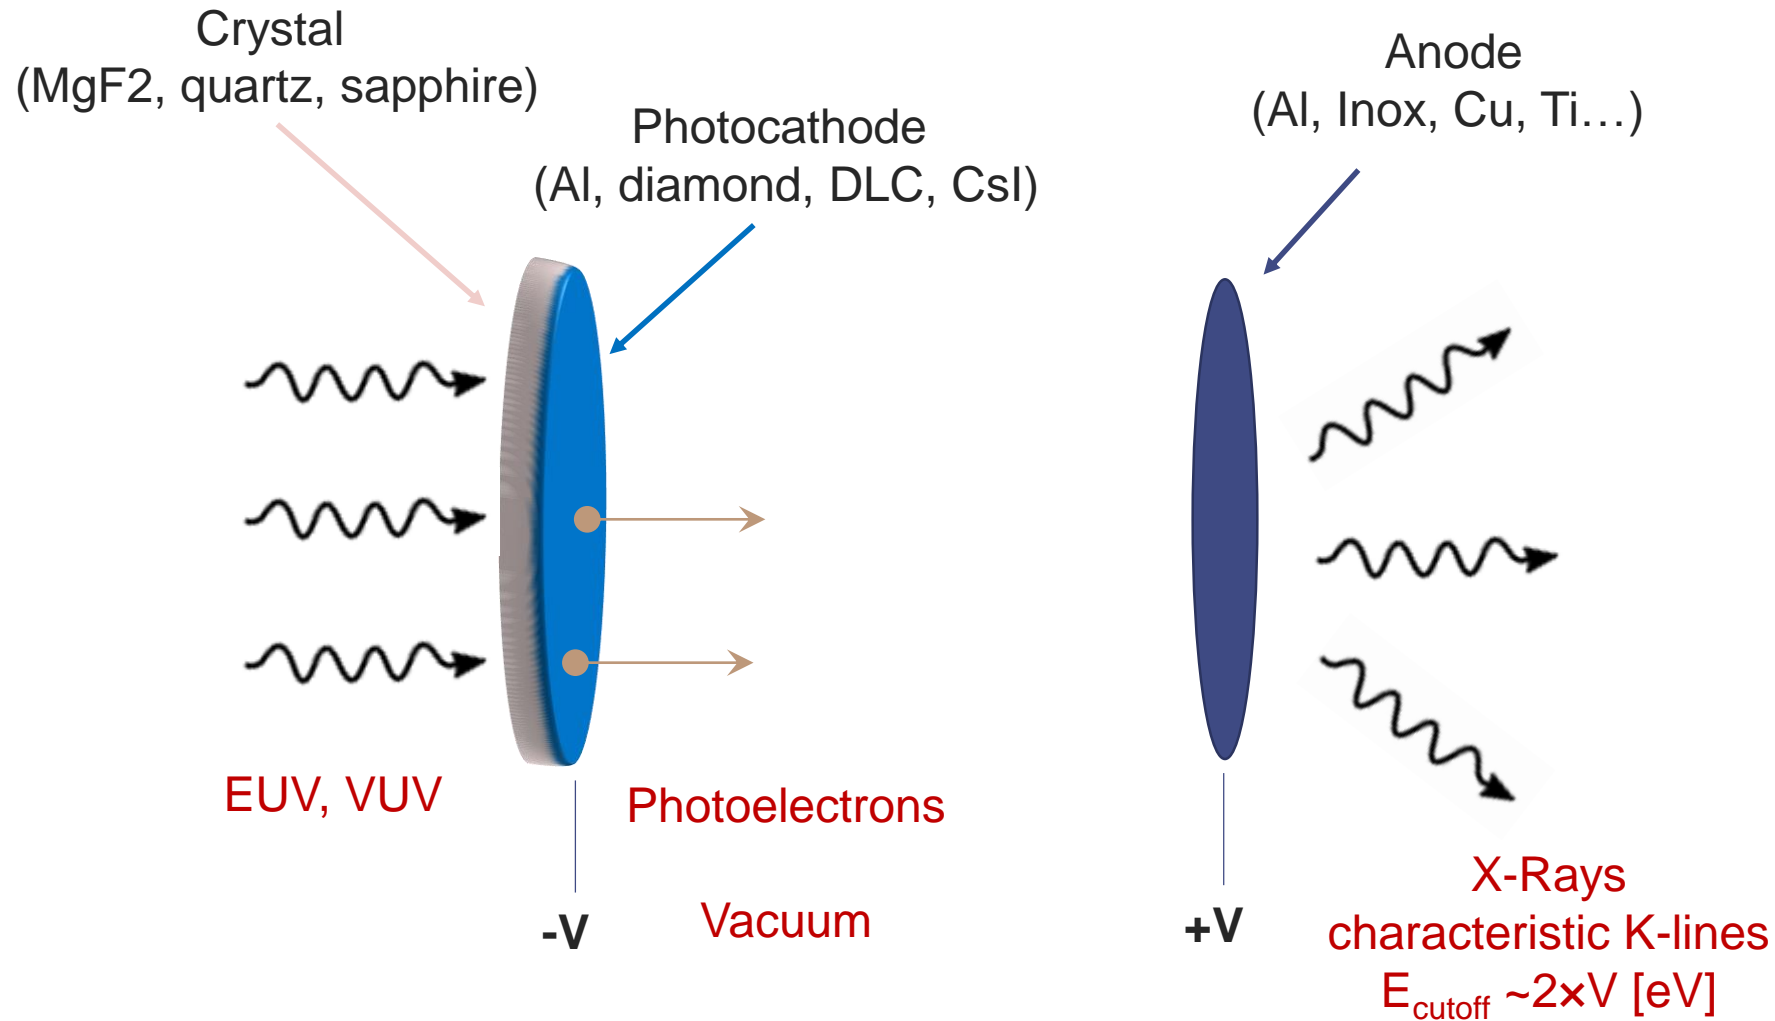 Crystal
(MgF2, quartz, sapphire)
Photocathode
(Al, diamond, DLC, CsI)
Anode
(Al, Inox, Cu, Ti…)
EUV, VUV
Photoelectrons
Vacuum
-V
+V
X-Rays
characteristic K-lines
Ecutoff ~2×V [eV]